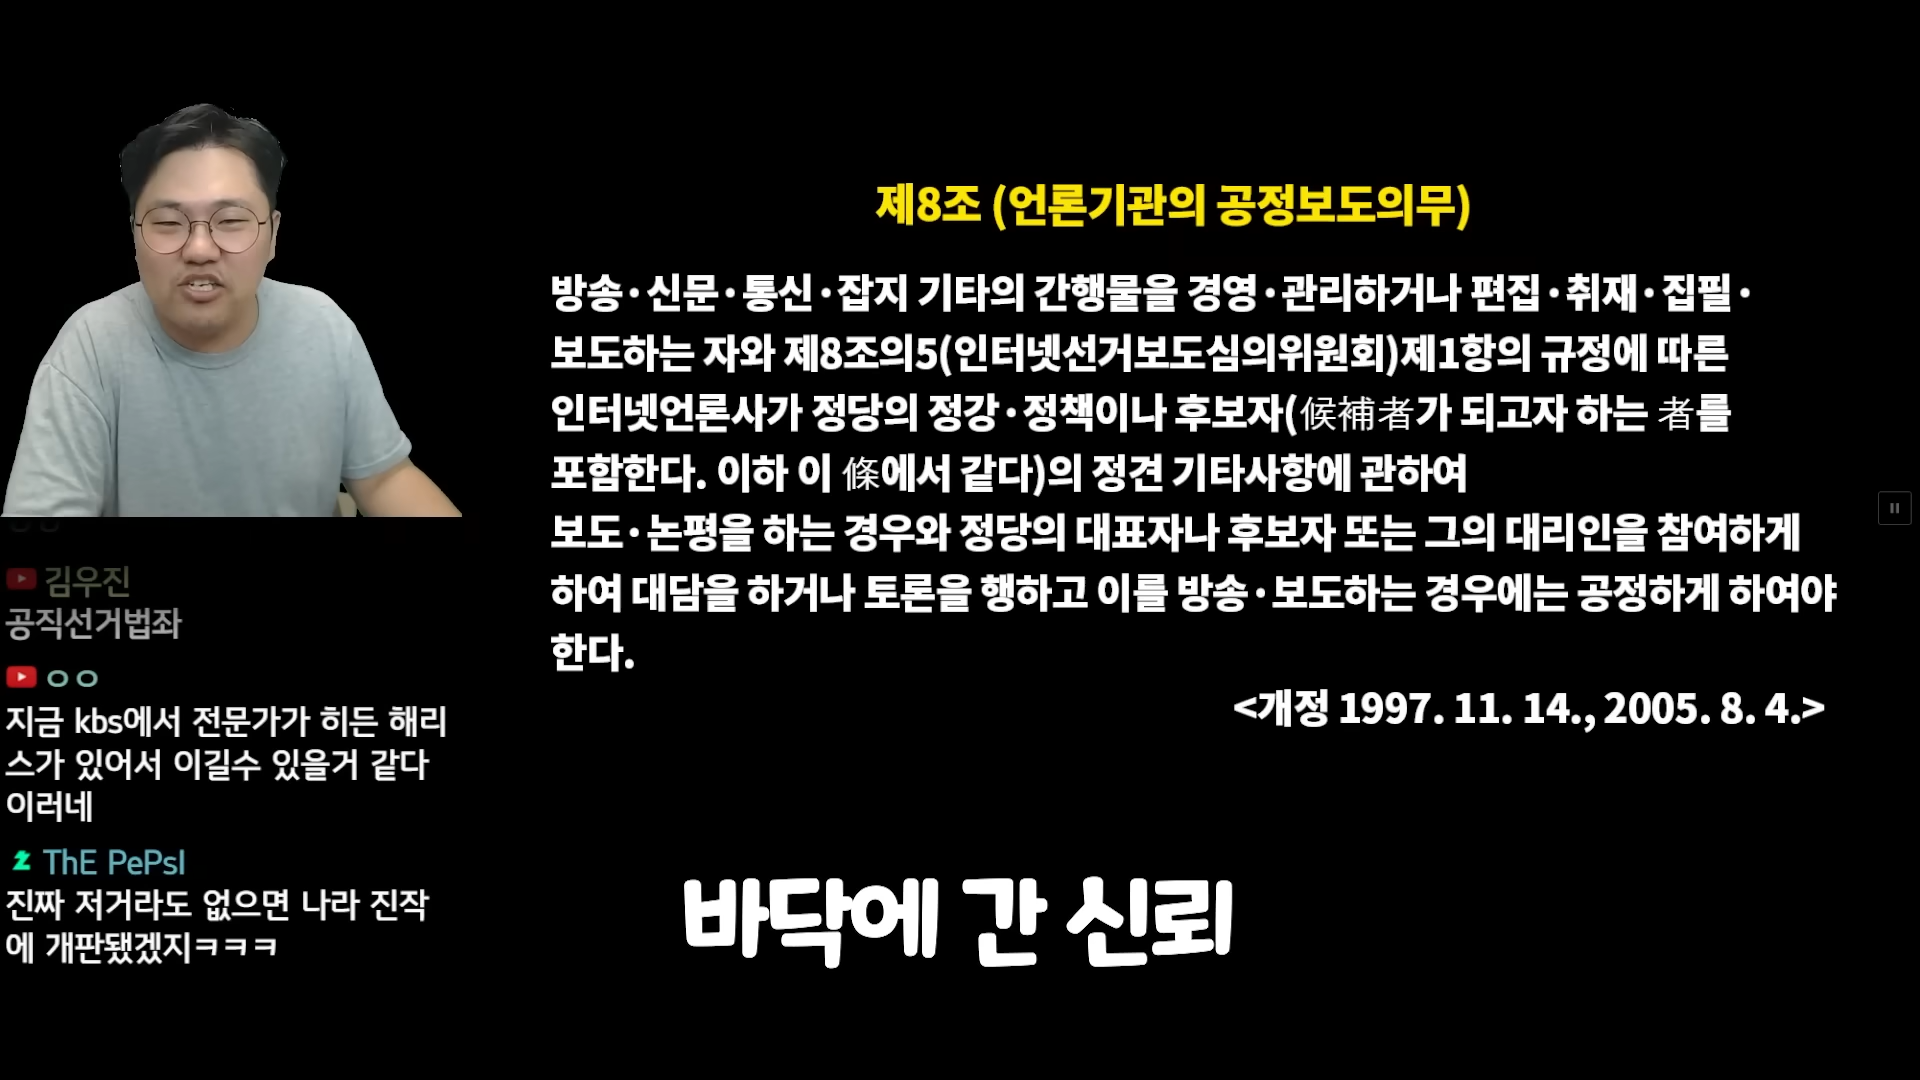 제8조 (언론기관의 공정보도의무)
방송·신문·통신·잡지 기타의 간행물을 경영·관리하거나 편집·취재·집필·
보도하는 자와 제8조의5(인터넷선거보도심의위원회)제1항의 규정에 따른
인터넷언론사가 정당의 정강·정책이나 후보자(候補者가 되고자 하는 者를
포함한다. 이하 이 條에서 같다)의 정견 기타사항에 관하여
보도·논평을 하는 경우와 정당의 대표자나 후보자 또는 그의 대리인을 참여하게
하여 대담을 하거나 토론을 행하고 이를 방송·보도하는 경우에는 공정하게 하여야
한다.
<개정 1997. 11. 14., 2005. 8. 4.>
김우진
공직선거법좌
ㅇㅇ
지금 kbs에서 전문가가 히든 해리
스가 있어서 이길수 있을거 같다
이러네
ThE PePsI
진짜 저거라도 없으면 나라 진작
에 개판됐겠지ㅋㅋㅋ
바닥에 간 신뢰